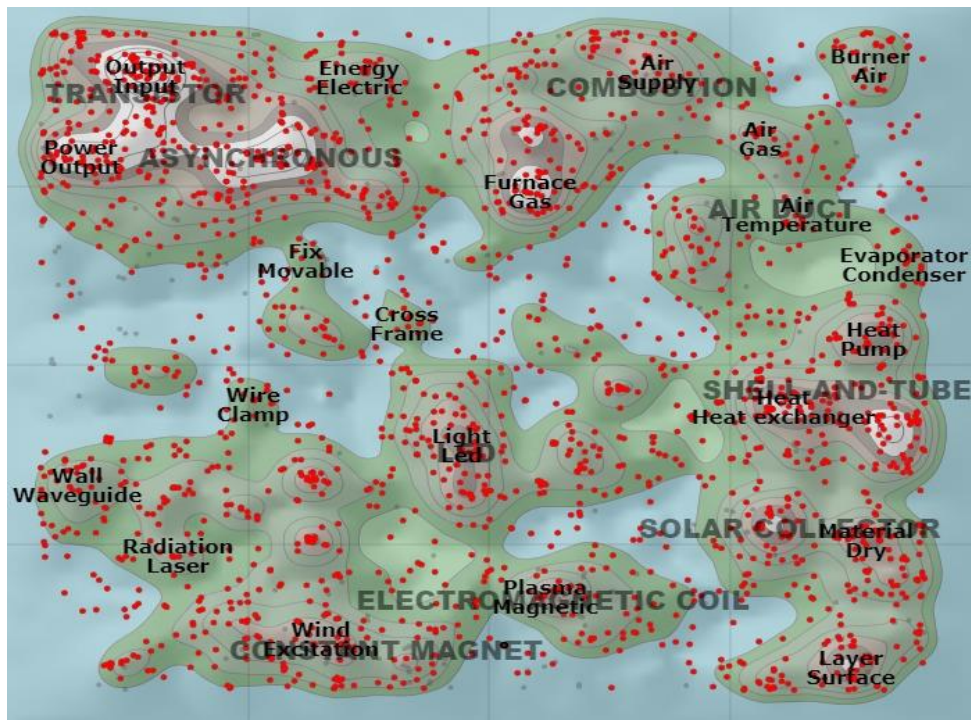 Output
Input
TRANSISTOR
Energy
Electric
Air
Supply
COMBUSTION
Burner
Air
Power
Output
ASYNCHRONOUS
Furnace
Gas
Air
Gas
AIR DUCT
Air
Temperature
Fix
Movable
Evaporator
Condenser
Cross
Frame
Heat
Pump
SHELL-AND-TUBE
Wire
Clamp
Heat
Heat exchanger
Light
Led
LED
Wall
Waveguide
SOLAR COLLECTOR
Material
Dry
Radiation
Laser
Plasma
Magnetic
ELECTROMAGNETIC COIL
Wind
Excitation
CONSTANT MAGNET
Layer
Surface